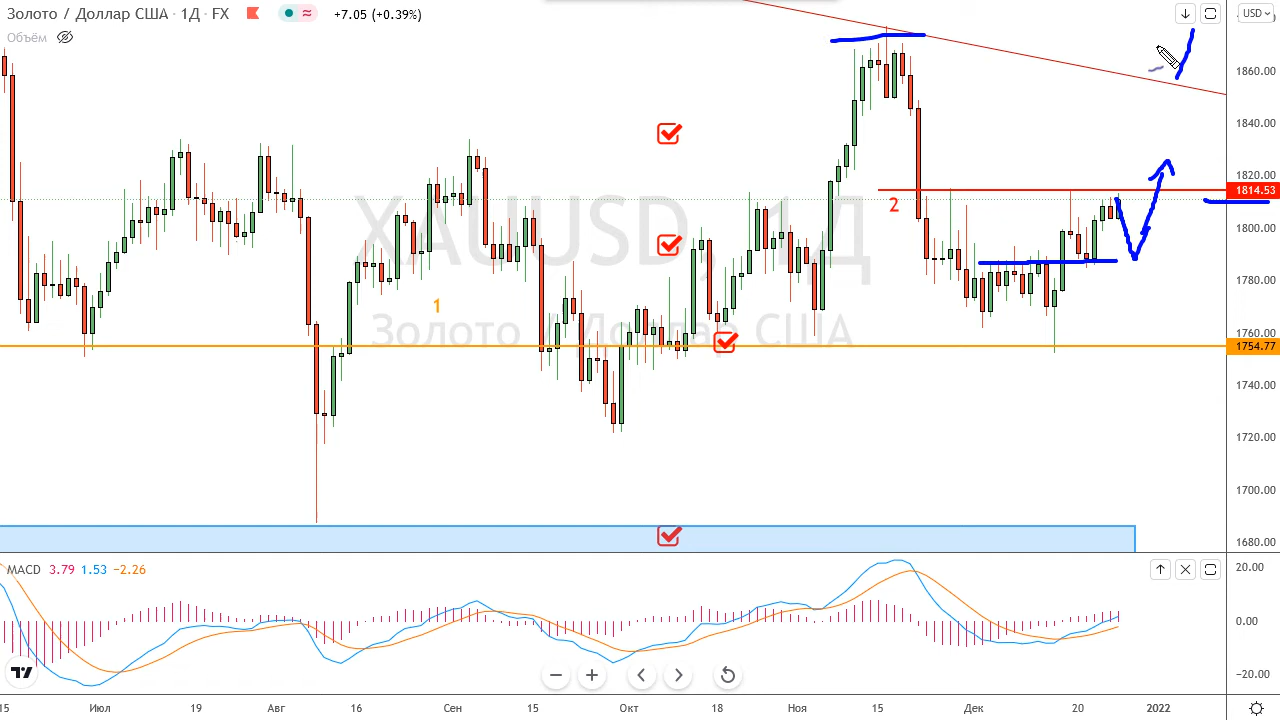 Золото / Доллар США · 1Д · FX +7.05 (+0.39%)
USD
Объём
1860.00
1840.00
1820.00
1814.53
1800.00
1780.00
1760.00
1754.77
1740.00
1720.00
1700.00
1680.00
XAUUSD, 1Д
Золото / Доллар США
2
1
MACD 3.79 1.53 −2.26
20.00
0.00
−20.00
15 Июл 19 Авг 16 Сен 15 Окт 18 Ноя 15 Дек 20 2022